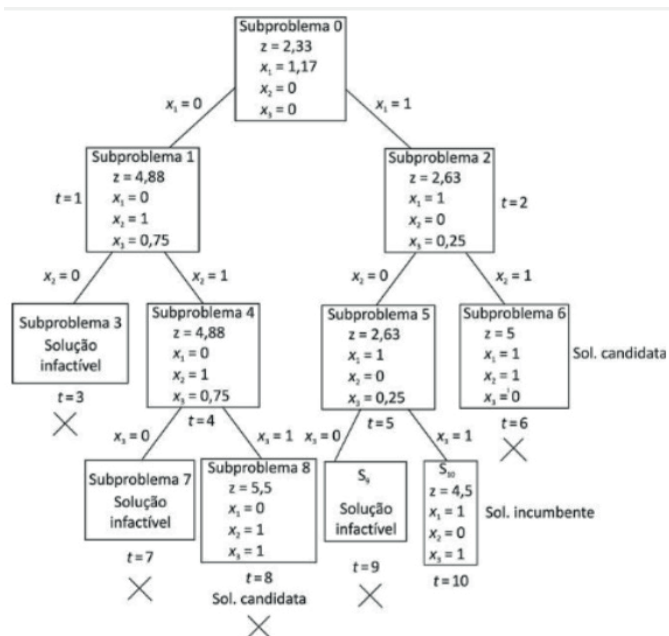 Subproblema 0
z = 2,33
x₁ = 1,17
x₂ = 0
x₃ = 0
x₁ = 0
x₁ = 1
Subproblema 1
z = 4,88
x₁ = 0
x₂ = 1
x₃ = 0,75
t = 1
Subproblema 2
z = 2,63
x₁ = 1
x₂ = 0
x₃ = 0,25
t = 2
x₂ = 0
x₂ = 1
x₂ = 0
x₂ = 1
Subproblema 3
Solução
infactível
t = 3
Subproblema 4
z = 4,88
x₁ = 0
x₂ = 1
x₃ = 0,75
t = 4
Subproblema 5
z = 2,63
x₁ = 1
x₂ = 0
x₃ = 0,25
t = 5
Subproblema 6
z = 5
x₁ = 1
x₂ = 1
x₃ = 0
Sol. candidata
t = 6
x₃ = 0
x₃ = 1
x₃ = 0
x₃ = 1
Subproblema 7
Solução
infactível
t = 7
Subproblema 8
z = 5,5
x₁ = 0
x₂ = 1
x₃ = 1
t = 8
Sol. candidata
S₉
Solução
infactível
t = 9
S₁₀
z = 4,5
x₁ = 1
x₂ = 0
x₃ = 1
Sol. incumbente
t = 10